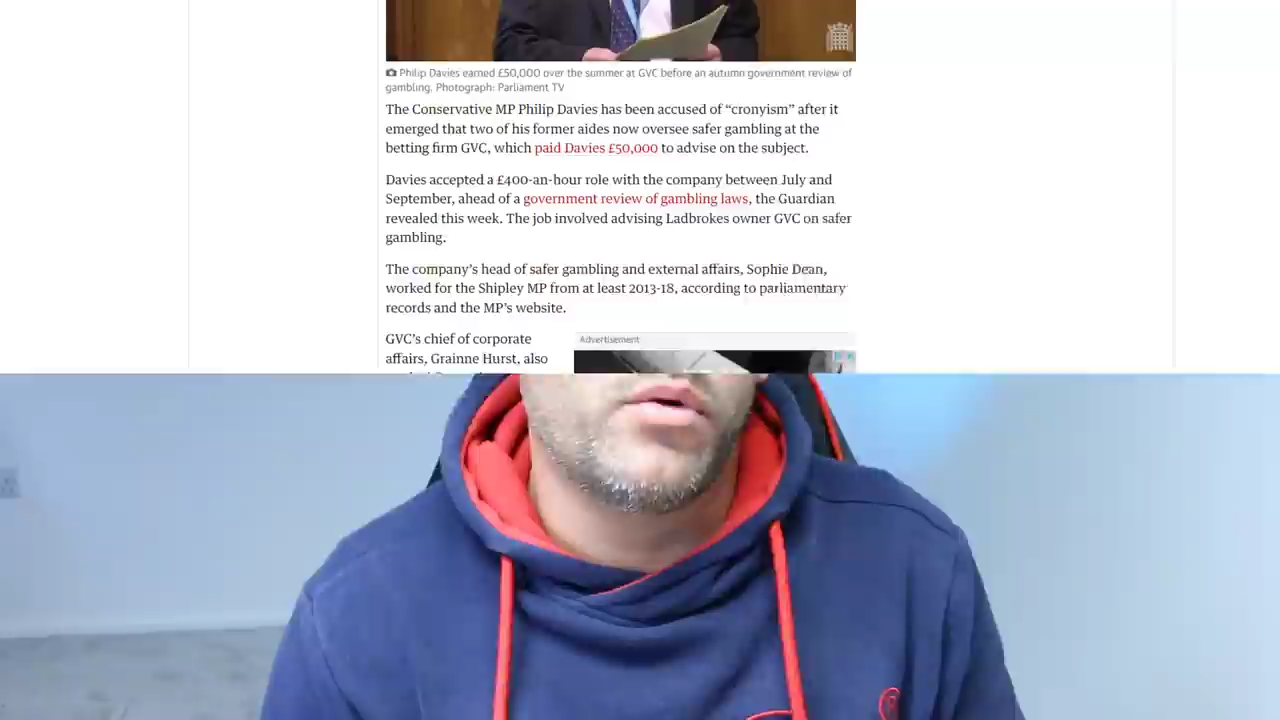 Philip Davies earned £50,000 over the summer at GVC before an autumn government review of
gambling. Photograph: Parliament TV
The Conservative MP Philip Davies has been accused of “cronyism” after it
emerged that two of his former aides now oversee safer gambling at the
betting firm GVC, which paid Davies £50,000 to advise on the subject.
Davies accepted a £400-an-hour role with the company between July and
September, ahead of a government review of gambling laws, the Guardian
revealed this week. The job involved advising Ladbrokes owner GVC on safer
gambling.
The company’s head of safer gambling and external affairs, Sophie Dean,
worked for the Shipley MP from at least 2013-18, according to parliamentary
records and the MP’s website.
GVC’s chief of corporate
affairs, Grainne Hurst, also
Advertisement